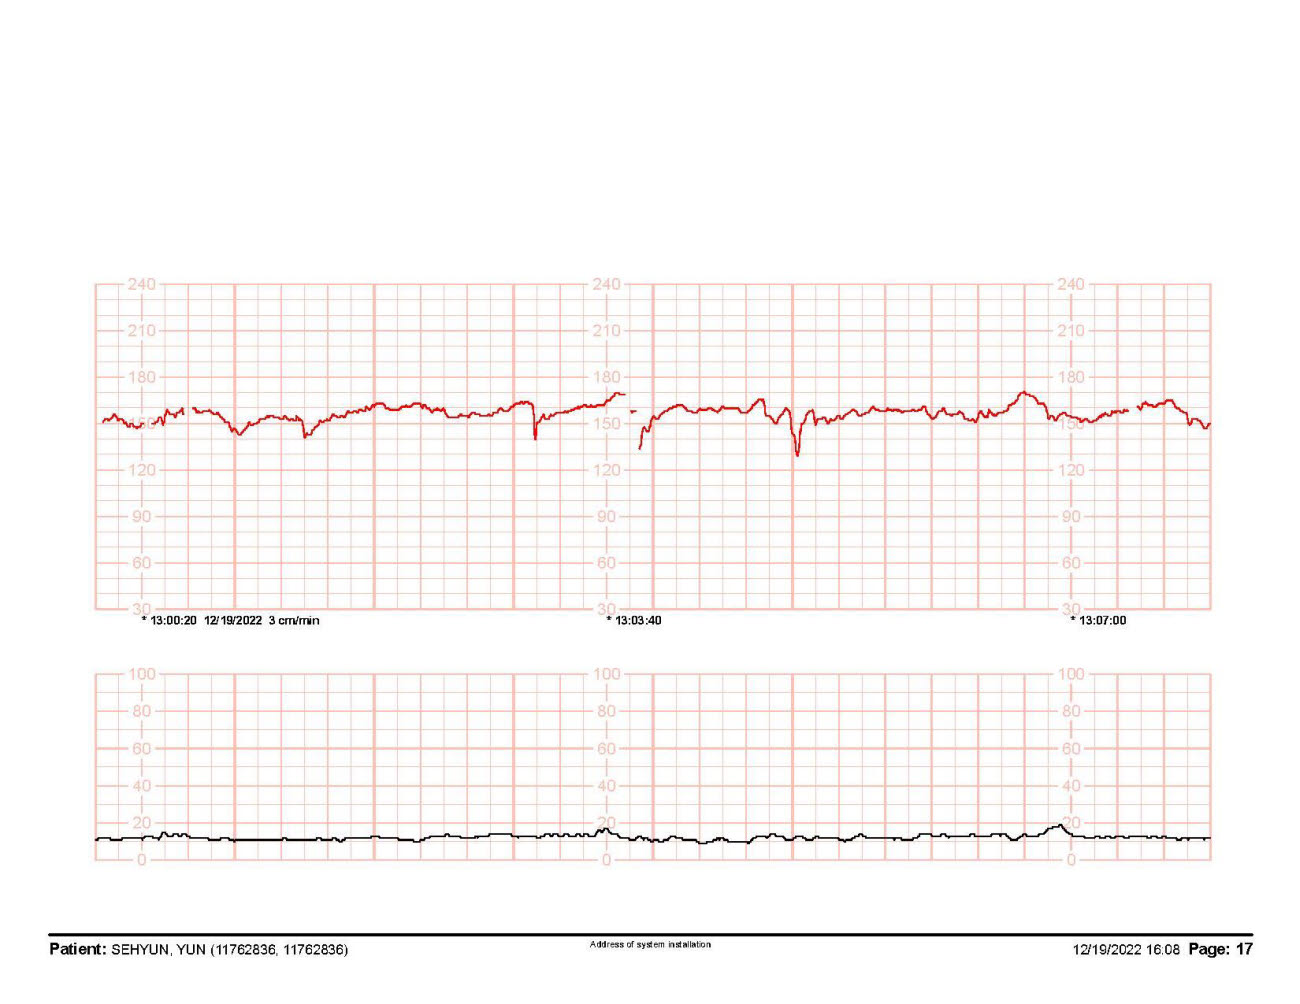 240 240 240
210 210 210
180 180 180
150 150 150
120 120 120
90 90 90
60 60 60
30 30 30
* 13:00:20 12/19/2022 3 cm/min * 13:03:40 * 13:07:00
100 100 100
80 80 80
60 60 60
40 40 40
20 20 20
0 0 0
Patient: SEHYUN, YUN (11762836, 11762836) Address of system installation 12/19/2022 16:08 Page: 17